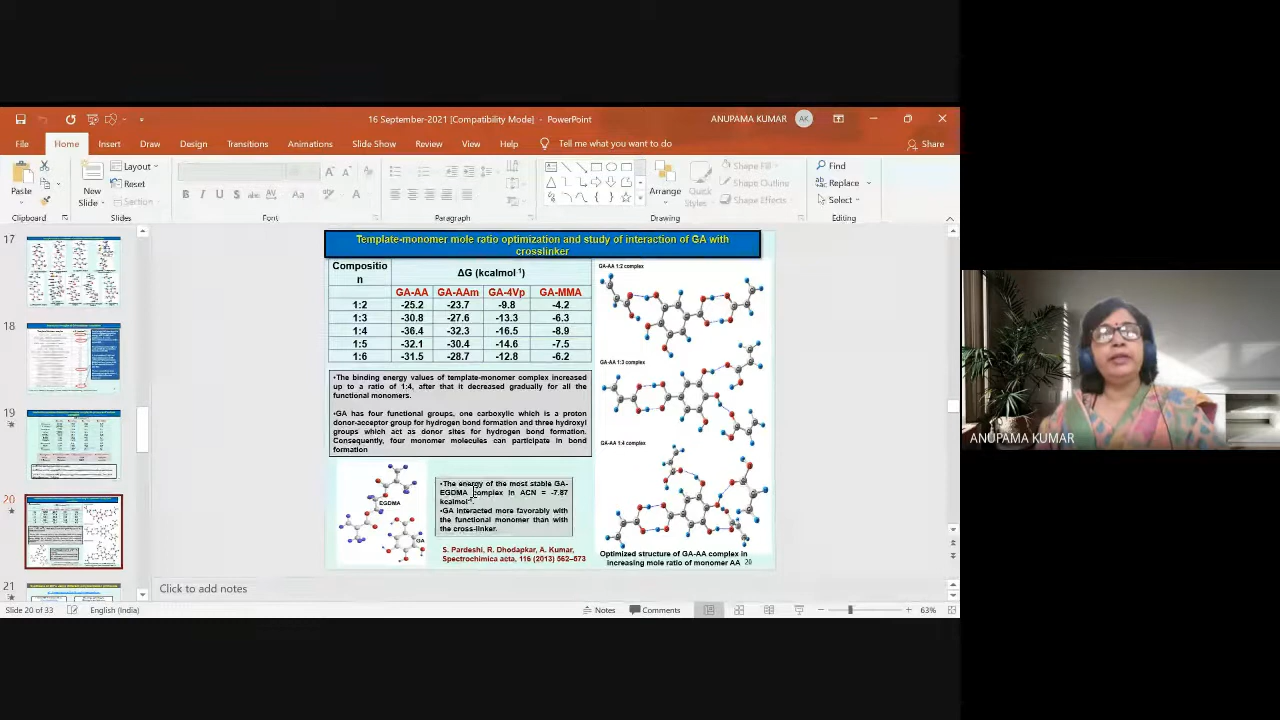 16 September-2021 [Compatibility Mode] - PowerPoint
ANUPAMA KUMAR AK
File Home Insert Draw Design Transitions Animations Slide Show Review View Help Tell me what you want to do Share
Paste
New Slide
Layout
Reset
Section
B I U S abc AV Aa A
Arrange
Quick Styles
Shape Fill
Shape Outline
Shape Effects
Find
Replace
Select
Clipboard Slides Font Paragraph Drawing Editing
17
18
19
20
21
Template-monomer mole ratio optimization and study of interaction of GA with
crosslinker
Compositio
n
ΔG (kcalmol-1)
GA-AA GA-AAm GA-4Vp GA-MMA
1:2 -25.2 -23.7 -9.8 -4.2
1:3 -30.8 -27.6 -13.3 -6.3
1:4 -36.4 -32.3 -16.5 -8.9
1:5 -32.1 -30.4 -14.6 -7.5
1:6 -31.5 -28.7 -12.8 -6.2
•The binding energy values of template-monomer complex increased
up to a ratio of 1:4, after that it decreased gradually for all the
functional monomers.
•GA has four functional groups, one carboxylic which is a proton
donor-acceptor group for hydrogen bond formation and three hydroxyl
groups which act as donor sites for hydrogen bond formation.
Consequently, four monomer molecules can participate in bond
formation
EGDMA
GA
•The energy of the most stable GA-
EGDMA complex in ACN = -7.87
kcalmol-1.
•GA interacted more favorably with
the functional monomer than with
the cross-linker.
S. Pardeshi, R. Dhodapkar, A. Kumar,
Spectrochimica acta, 116 (2013) 562–573
GA-AA 1:2 complex
GA-AA 1:3 complex
GA-AA 1:4 complex
Optimized structure of GA-AA complex in
increasing mole ratio of monomer AA 20
Click to add notes
Slide 20 of 33 English (India) Notes Comments 63%
ANUPAMA KUMAR